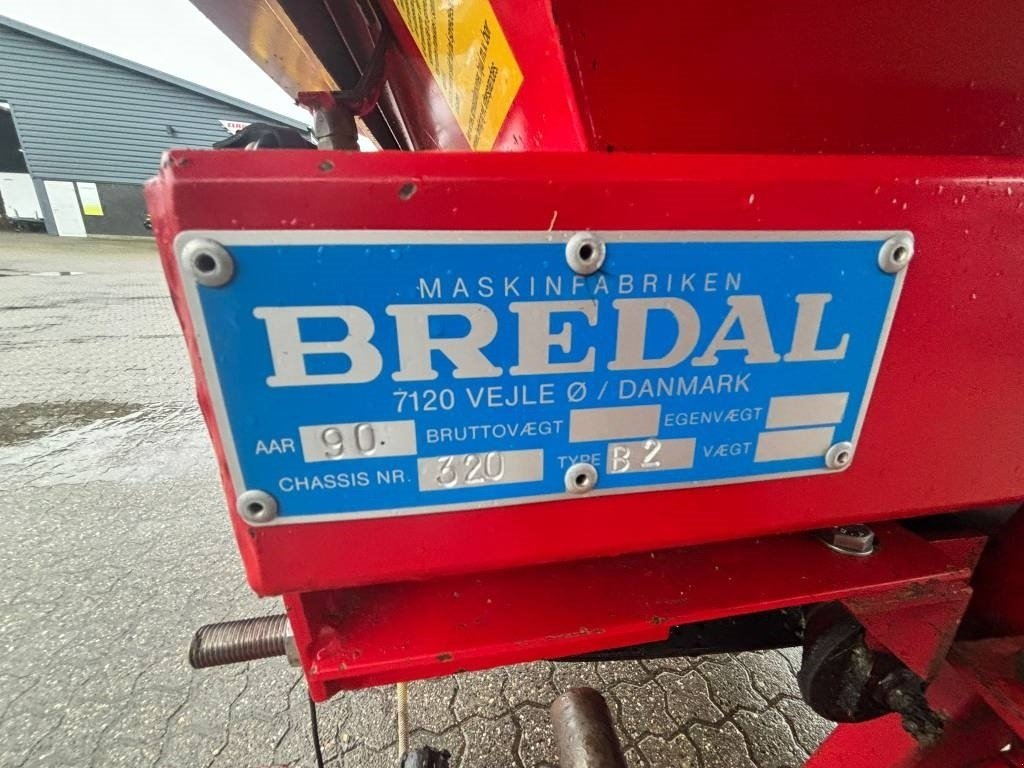 MASKINFABRIKEN
BREDAL
7120 VEJLE Ø / DANMARK
AAR 90 BRUTTOVÆGT EGENVÆGT
CHASSIS NR. 320 TYPE B2 VÆGT